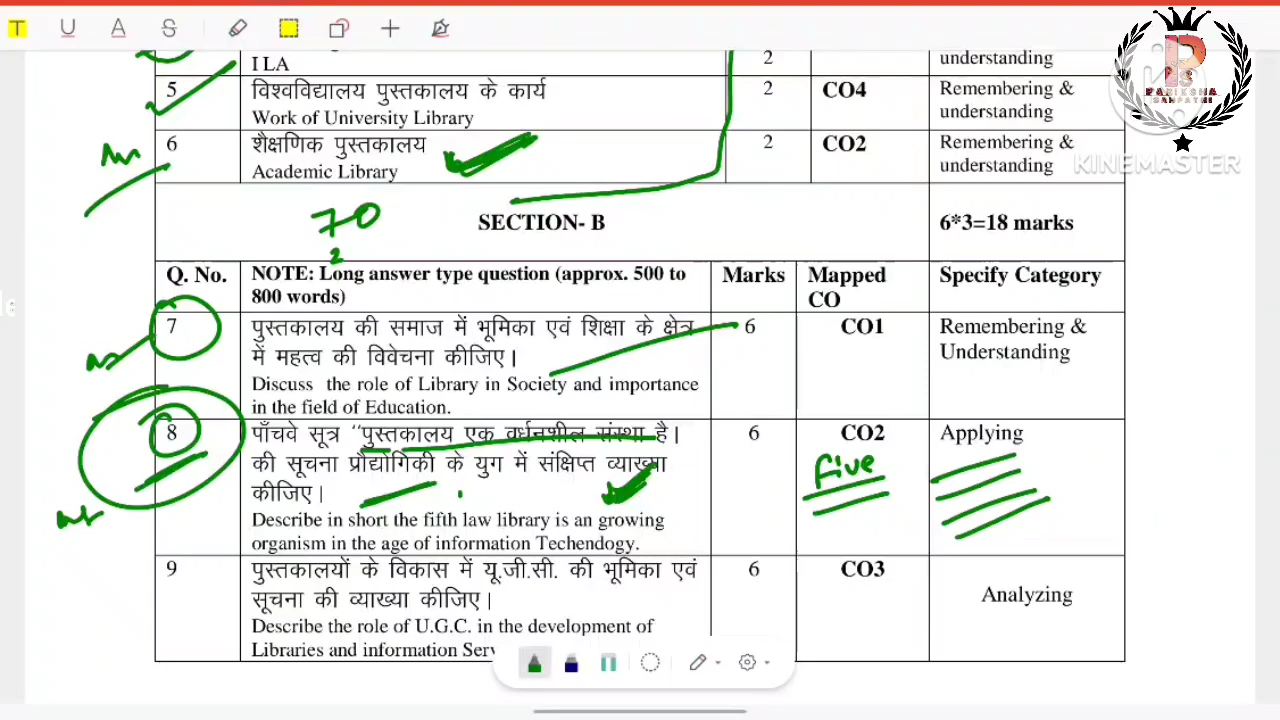 T U A S
PARIKSHA
SANPATHI
KINEMASTER
I LA 2 understanding
5 विश्वविद्यालय पुस्तकालय के कार्य 2 CO4 Remembering &
Work of University Library understanding
6 शैक्षणिक पुस्तकालय 2 CO2 Remembering &
Academic Library understanding
70
2
SECTION- B 6*3=18 marks
Q. No. NOTE: Long answer type question (approx. 500 to Marks Mapped Specify Category
800 words) CO
7 पुस्तकालय की समाज में भूमिका एवं शिक्षा के क्षेत्र 6 CO1 Remembering &
में महत्व की विवेचना कीजिए। Understanding
Discuss the role of Library in Society and importance
in the field of Education.
8 पाँचवे सूत्र “पुस्तकालय एक वर्धनशील संस्था है। 6 CO2 Applying
की सूचना प्रौद्योगिकी के युग में संक्षिप्त व्याख्या five
कीजिए।
Describe in short the fifth law library is an growing
organism in the age of information Techendogy.
9 पुस्तकालयों के विकास में यू.जी.सी. की भूमिका एवं 6 CO3 Analyzing
सूचना की व्याख्या कीजिए।
Describe the role of U.G.C. in the development of
Libraries and information Serv